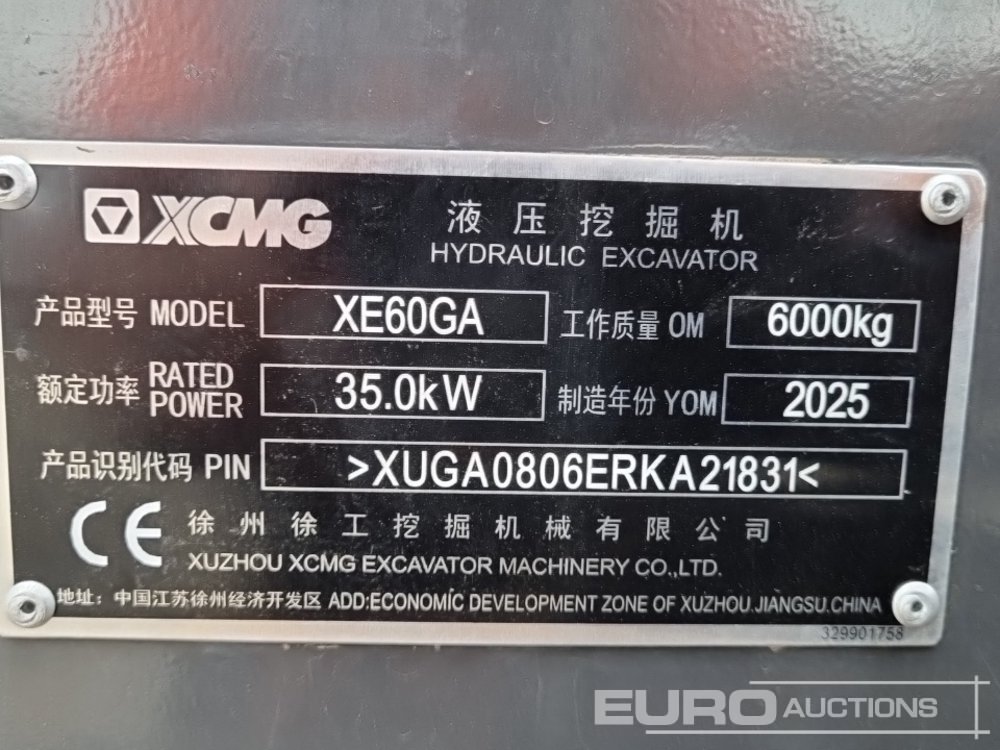 XCMG
液压挖掘机
HYDRAULIC EXCAVATOR
产品型号 MODEL XE60GA 工作质量 OM 6000kg
额定功率 RATED POWER 35.0kW 制造年份 YOM 2025
产品识别代码 PIN >XUGA0806ERKA21831<
CE 徐州徐工挖掘机械有限公司
XUZHOU XCMG EXCAVATOR MACHINERY CO.,LTD.
地址: 中国江苏徐州经济开发区 ADD:ECONOMIC DEVELOPMENT ZONE OF XUZHOU.JIANGSU.CHINA
329901758
EURO AUCTIONS